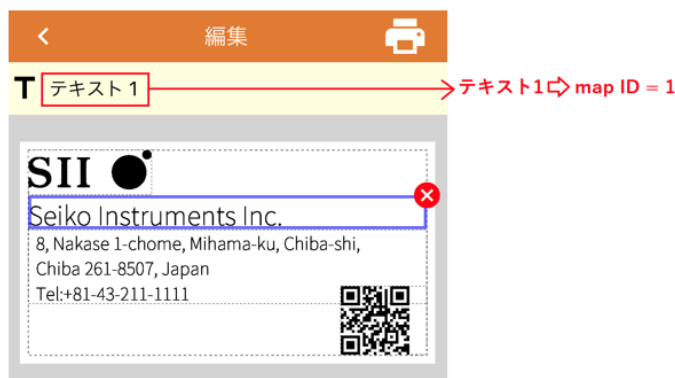 編集
T テキスト 1
テキスト1⇨ map ID = 1
SII
Seiko Instruments Inc.
8, Nakase 1-chome, Mihama-ku, Chiba-shi,
Chiba 261-8507, Japan
Tel:+81-43-211-1111